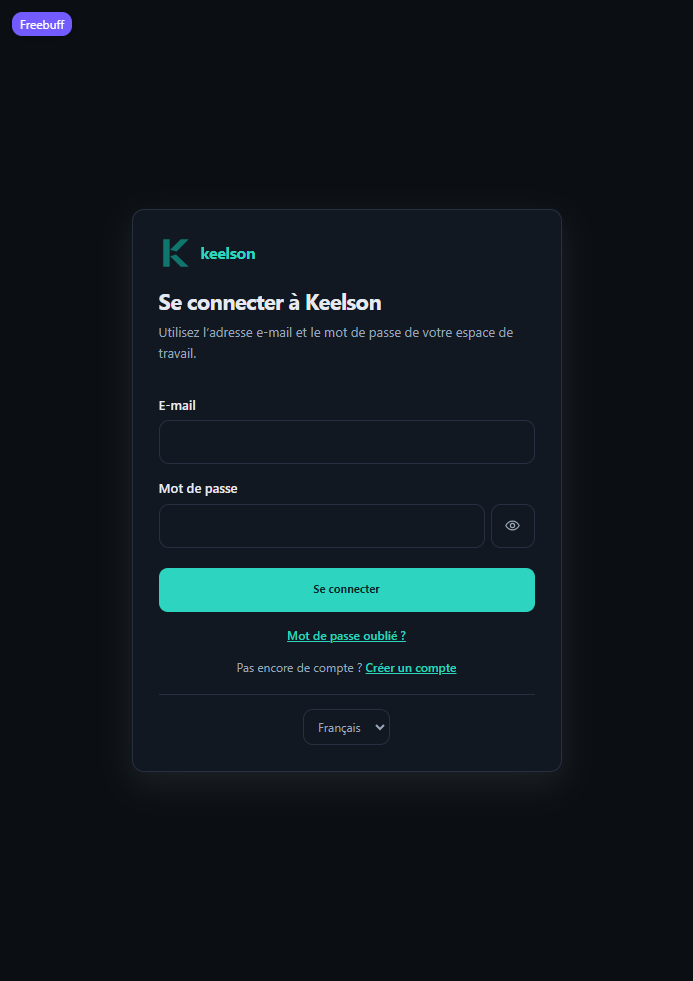 Freebuff
keelson
Se connecter à Keelson
Utilisez l'adresse e-mail et le mot de passe de votre espace de
travail.
E-mail
Mot de passe
Se connecter
Mot de passe oublié ?
Pas encore de compte ? Créer un compte
Français